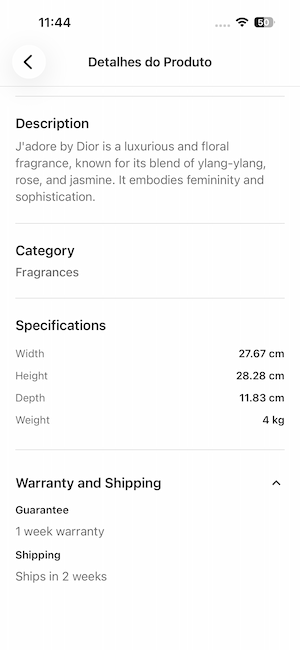 11:44
50
Detalhes do Produto
Description
J'adore by Dior is a luxurious and floral
fragrance, known for its blend of ylang-ylang,
rose, and jasmine. It embodies femininity and
sophistication.
Category
Fragrances
Specifications
Width 27.67 cm
Height 28.28 cm
Depth 11.83 cm
Weight 4 kg
Warranty and Shipping
Guarantee
1 week warranty
Shipping
Ships in 2 weeks